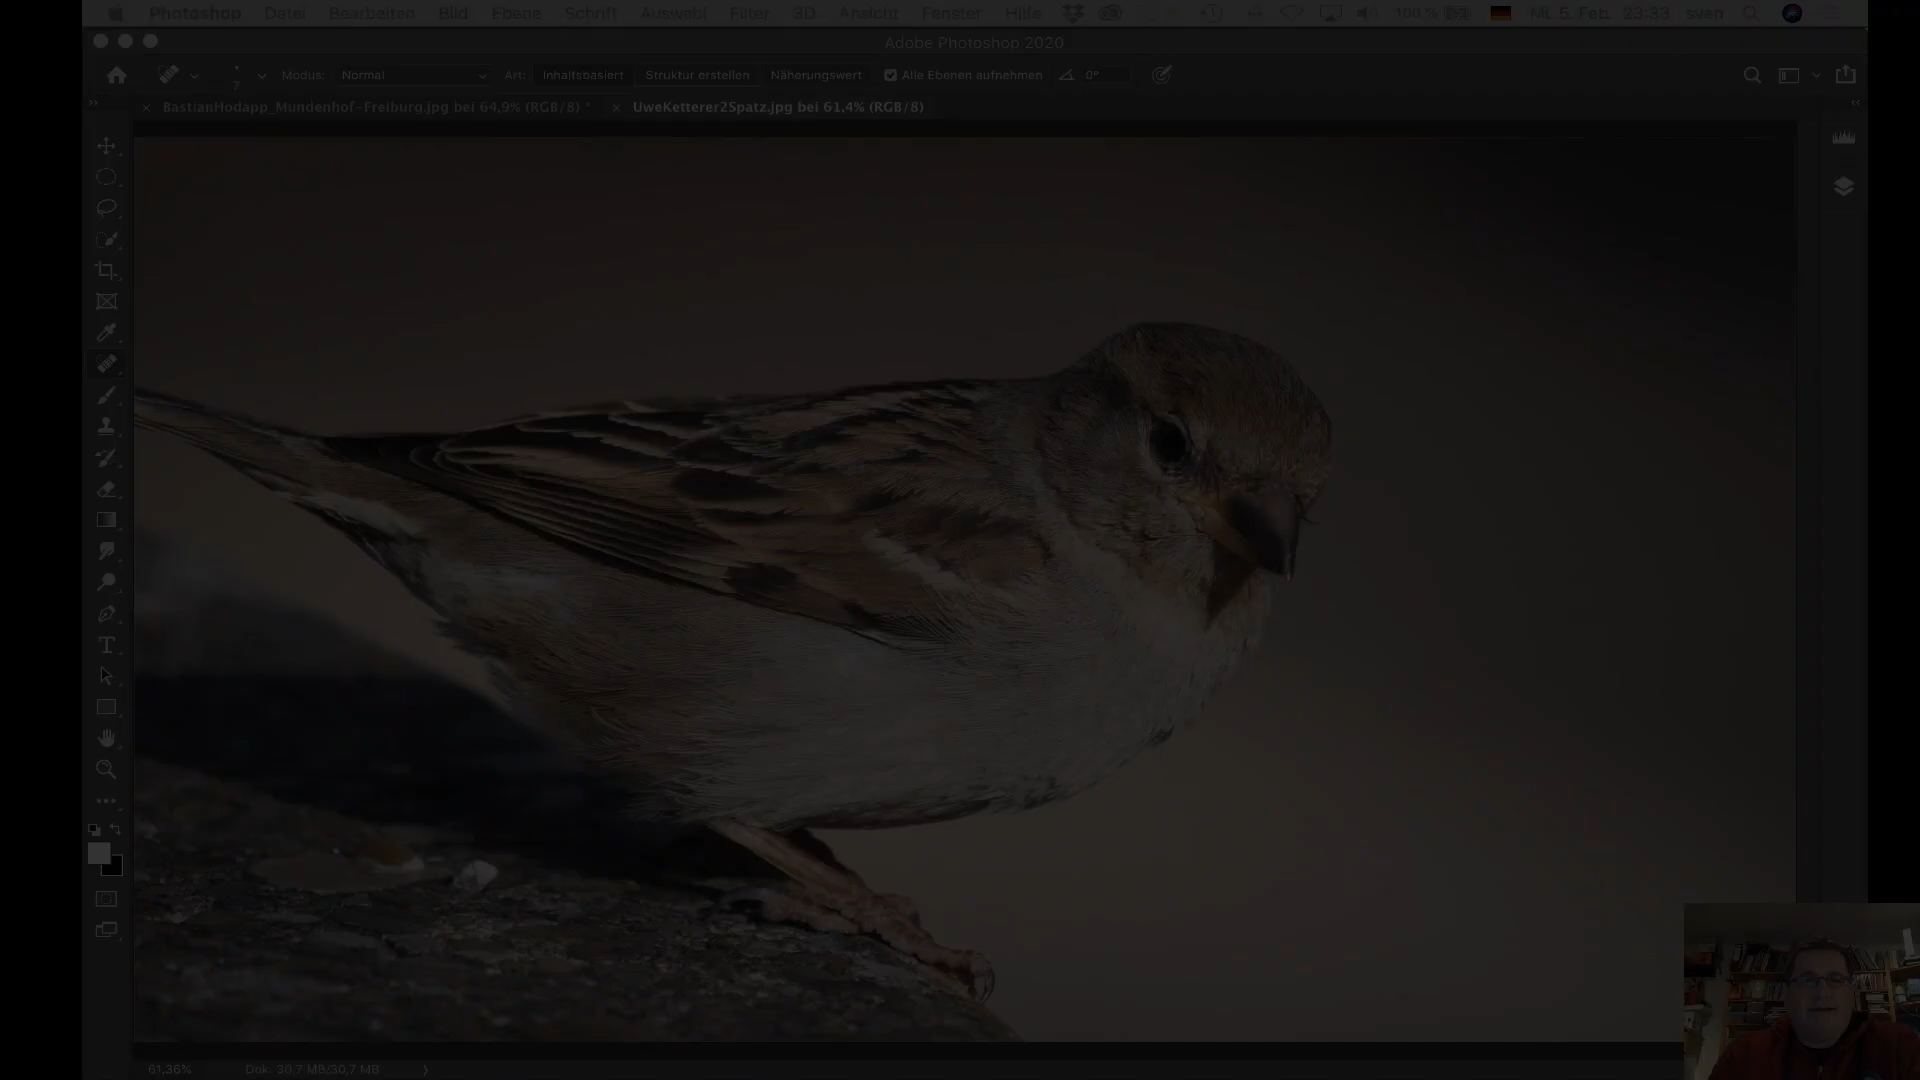 Photoshop Datei Bearbeiten Bild Ebene Schrift Auswahl Filter 3D Ansicht Fenster Hilfe 100 % Mi. 5. Feb. 23:33 sven
Adobe Photoshop 2020
7 Modus: Normal Art: Inhaltsbasiert Struktur erstellen Näherungswert Alle Ebenen aufnehmen 0°
BastianHodapp_Mundenhof-Freiburg.jpg bei 64,9% (RGB/8) * UweKetterer2Spatz.jpg bei 61,4% (RGB/8)
61,36% Dok: 30,7 MB/30,7 MB